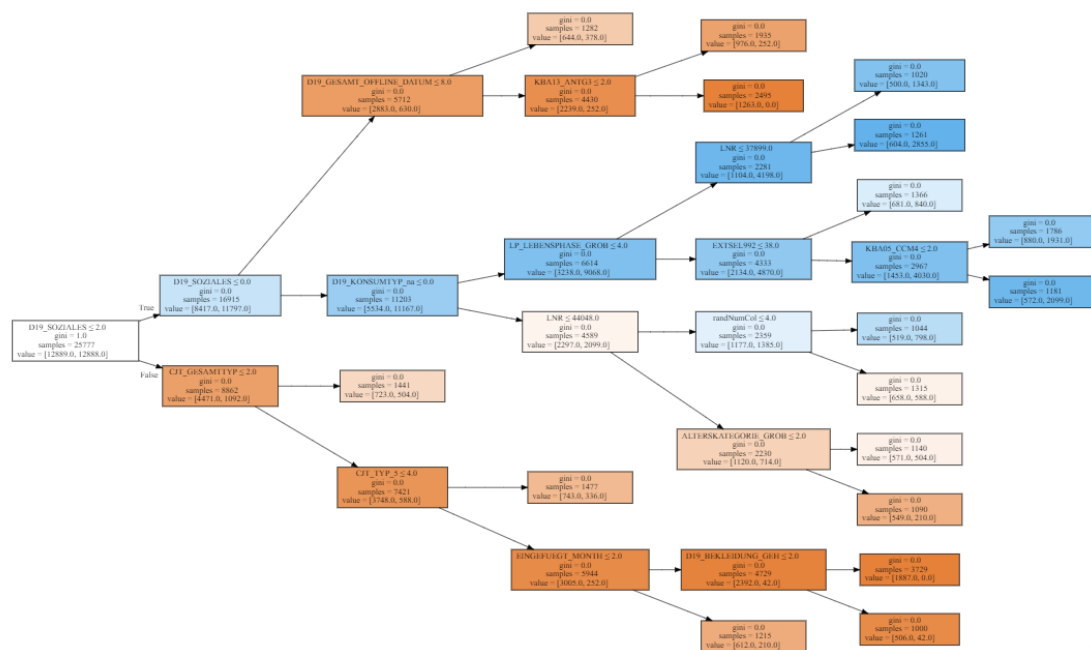 gini = 0.0
samples = 1282
value = [644.0, 378.0]
gini = 0.0
samples = 1935
value = [976.0, 252.0]
D19_GESAMT_OFFLINE_DATUM ≤ 8.0
gini = 0.0
samples = 5712
value = [2883.0, 630.0]
KBA13_ANTG3 ≤ 2.0
gini = 0.0
samples = 4430
value = [2239.0, 252.0]
gini = 0.0
samples = 2495
value = [1263.0, 0.0]
gini = 0.0
samples = 1020
value = [500.0, 1343.0]
LNR ≤ 37899.0
gini = 0.0
samples = 2281
value = [1104.0, 4198.0]
gini = 0.0
samples = 1261
value = [604.0, 2855.0]
gini = 0.0
samples = 1366
value = [681.0, 840.0]
LP_LEBENSPHASE_GROB ≤ 4.0
gini = 0.0
samples = 6614
value = [3238.0, 9068.0]
EXTSEL992 ≤ 38.0
gini = 0.0
samples = 4333
value = [2134.0, 4870.0]
KBA05_CCM4 ≤ 2.0
gini = 0.0
samples = 2967
value = [1453.0, 4030.0]
gini = 0.0
samples = 1786
value = [880.0, 1931.0]
gini = 0.0
samples = 1181
value = [572.0, 2099.0]
D19_SOZIALES ≤ 0.0
gini = 0.0
samples = 16915
value = [8417.0, 11797.0]
D19_KONSUMTYP_na ≤ 0.0
gini = 0.0
samples = 11203
value = [5534.0, 11167.0]
True
D19_SOZIALES ≤ 2.0
gini = 1.0
samples = 25777
value = [12889.0, 12888.0]
False
LNR ≤ 44048.0
gini = 0.0
samples = 4589
value = [2297.0, 2099.0]
randNumCol ≤ 4.0
gini = 0.0
samples = 2359
value = [1177.0, 1385.0]
gini = 0.0
samples = 1044
value = [519.0, 798.0]
gini = 0.0
samples = 1315
value = [658.0, 588.0]
CJT_GESAMTTYP ≤ 2.0
gini = 0.0
samples = 8862
value = [4471.0, 1092.0]
gini = 0.0
samples = 1441
value = [723.0, 504.0]
ALTERSKATEGORIE_GROB ≤ 2.0
gini = 0.0
samples = 2230
value = [1120.0, 714.0]
gini = 0.0
samples = 1140
value = [571.0, 504.0]
gini = 0.0
samples = 1090
value = [549.0, 210.0]
CJT_TYP_5 ≤ 4.0
gini = 0.0
samples = 7421
value = [3748.0, 588.0]
gini = 0.0
samples = 1477
value = [743.0, 336.0]
EINGEFUEGT_MONTH ≤ 2.0
gini = 0.0
samples = 5944
value = [3005.0, 252.0]
D19_BEKLEIDUNG_GEH ≤ 2.0
gini = 0.0
samples = 4729
value = [2392.0, 42.0]
gini = 0.0
samples = 3729
value = [1887.0, 0.0]
gini = 0.0
samples = 1000
value = [506.0, 42.0]
gini = 0.0
samples = 1215
value = [612.0, 210.0]